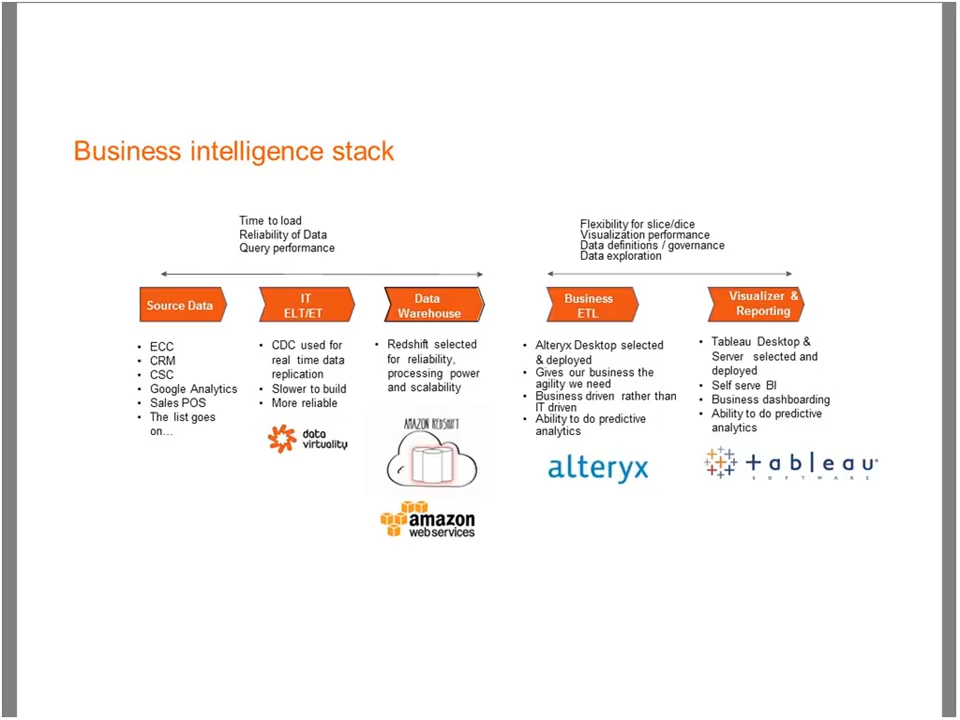 Business intelligence stack
Time to load
Reliability of Data
Query performance
Flexibility for slice/dice
Visualization performance
Data definitions / governance
Data exploration
Source Data
• ECC
• CRM
• CSC
• Google Analytics
• Sales POS
• The list goes
on...
IT
ELT/ET
• CDC used for
real time data
replication
• Slower to build
• More reliable
data
virtuality
Data
Warehouse
• Redshift selected
for reliability,
processing power
and scalability
AMAZON REDSHIFT
amazon
webservices
Business
ETL
• Alteryx Desktop selected
& deployed
• Gives our business the
agility we need
• Business driven rather than
IT driven
• Ability to do predictive
analytics
alteryx
Visualizer &
Reporting
• Tableau Desktop &
Server selected and
deployed
• Self serve BI
• Business dashboarding
• Ability to do predictive
analytics
tableau
SOFTWARE